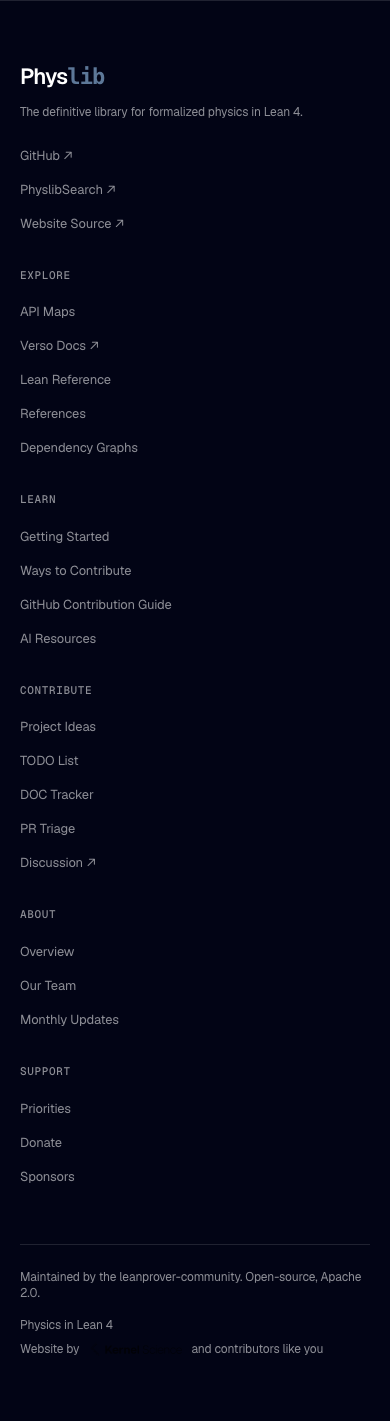 Physlib
The definitive library for formalized physics in Lean 4.
GitHub ↗
PhyslibSearch ↗
Website Source ↗
EXPLORE
API Maps
Verso Docs ↗
Lean Reference
References
Dependency Graphs
LEARN
Getting Started
Ways to Contribute
GitHub Contribution Guide
AI Resources
CONTRIBUTE
Project Ideas
TODO List
DOC Tracker
PR Triage
Discussion ↗
ABOUT
Overview
Our Team
Monthly Updates
SUPPORT
Priorities
Donate
Sponsors
Maintained by the leanprover-community. Open-source, Apache
2.0.
Physics in Lean 4
Website by and contributors like you